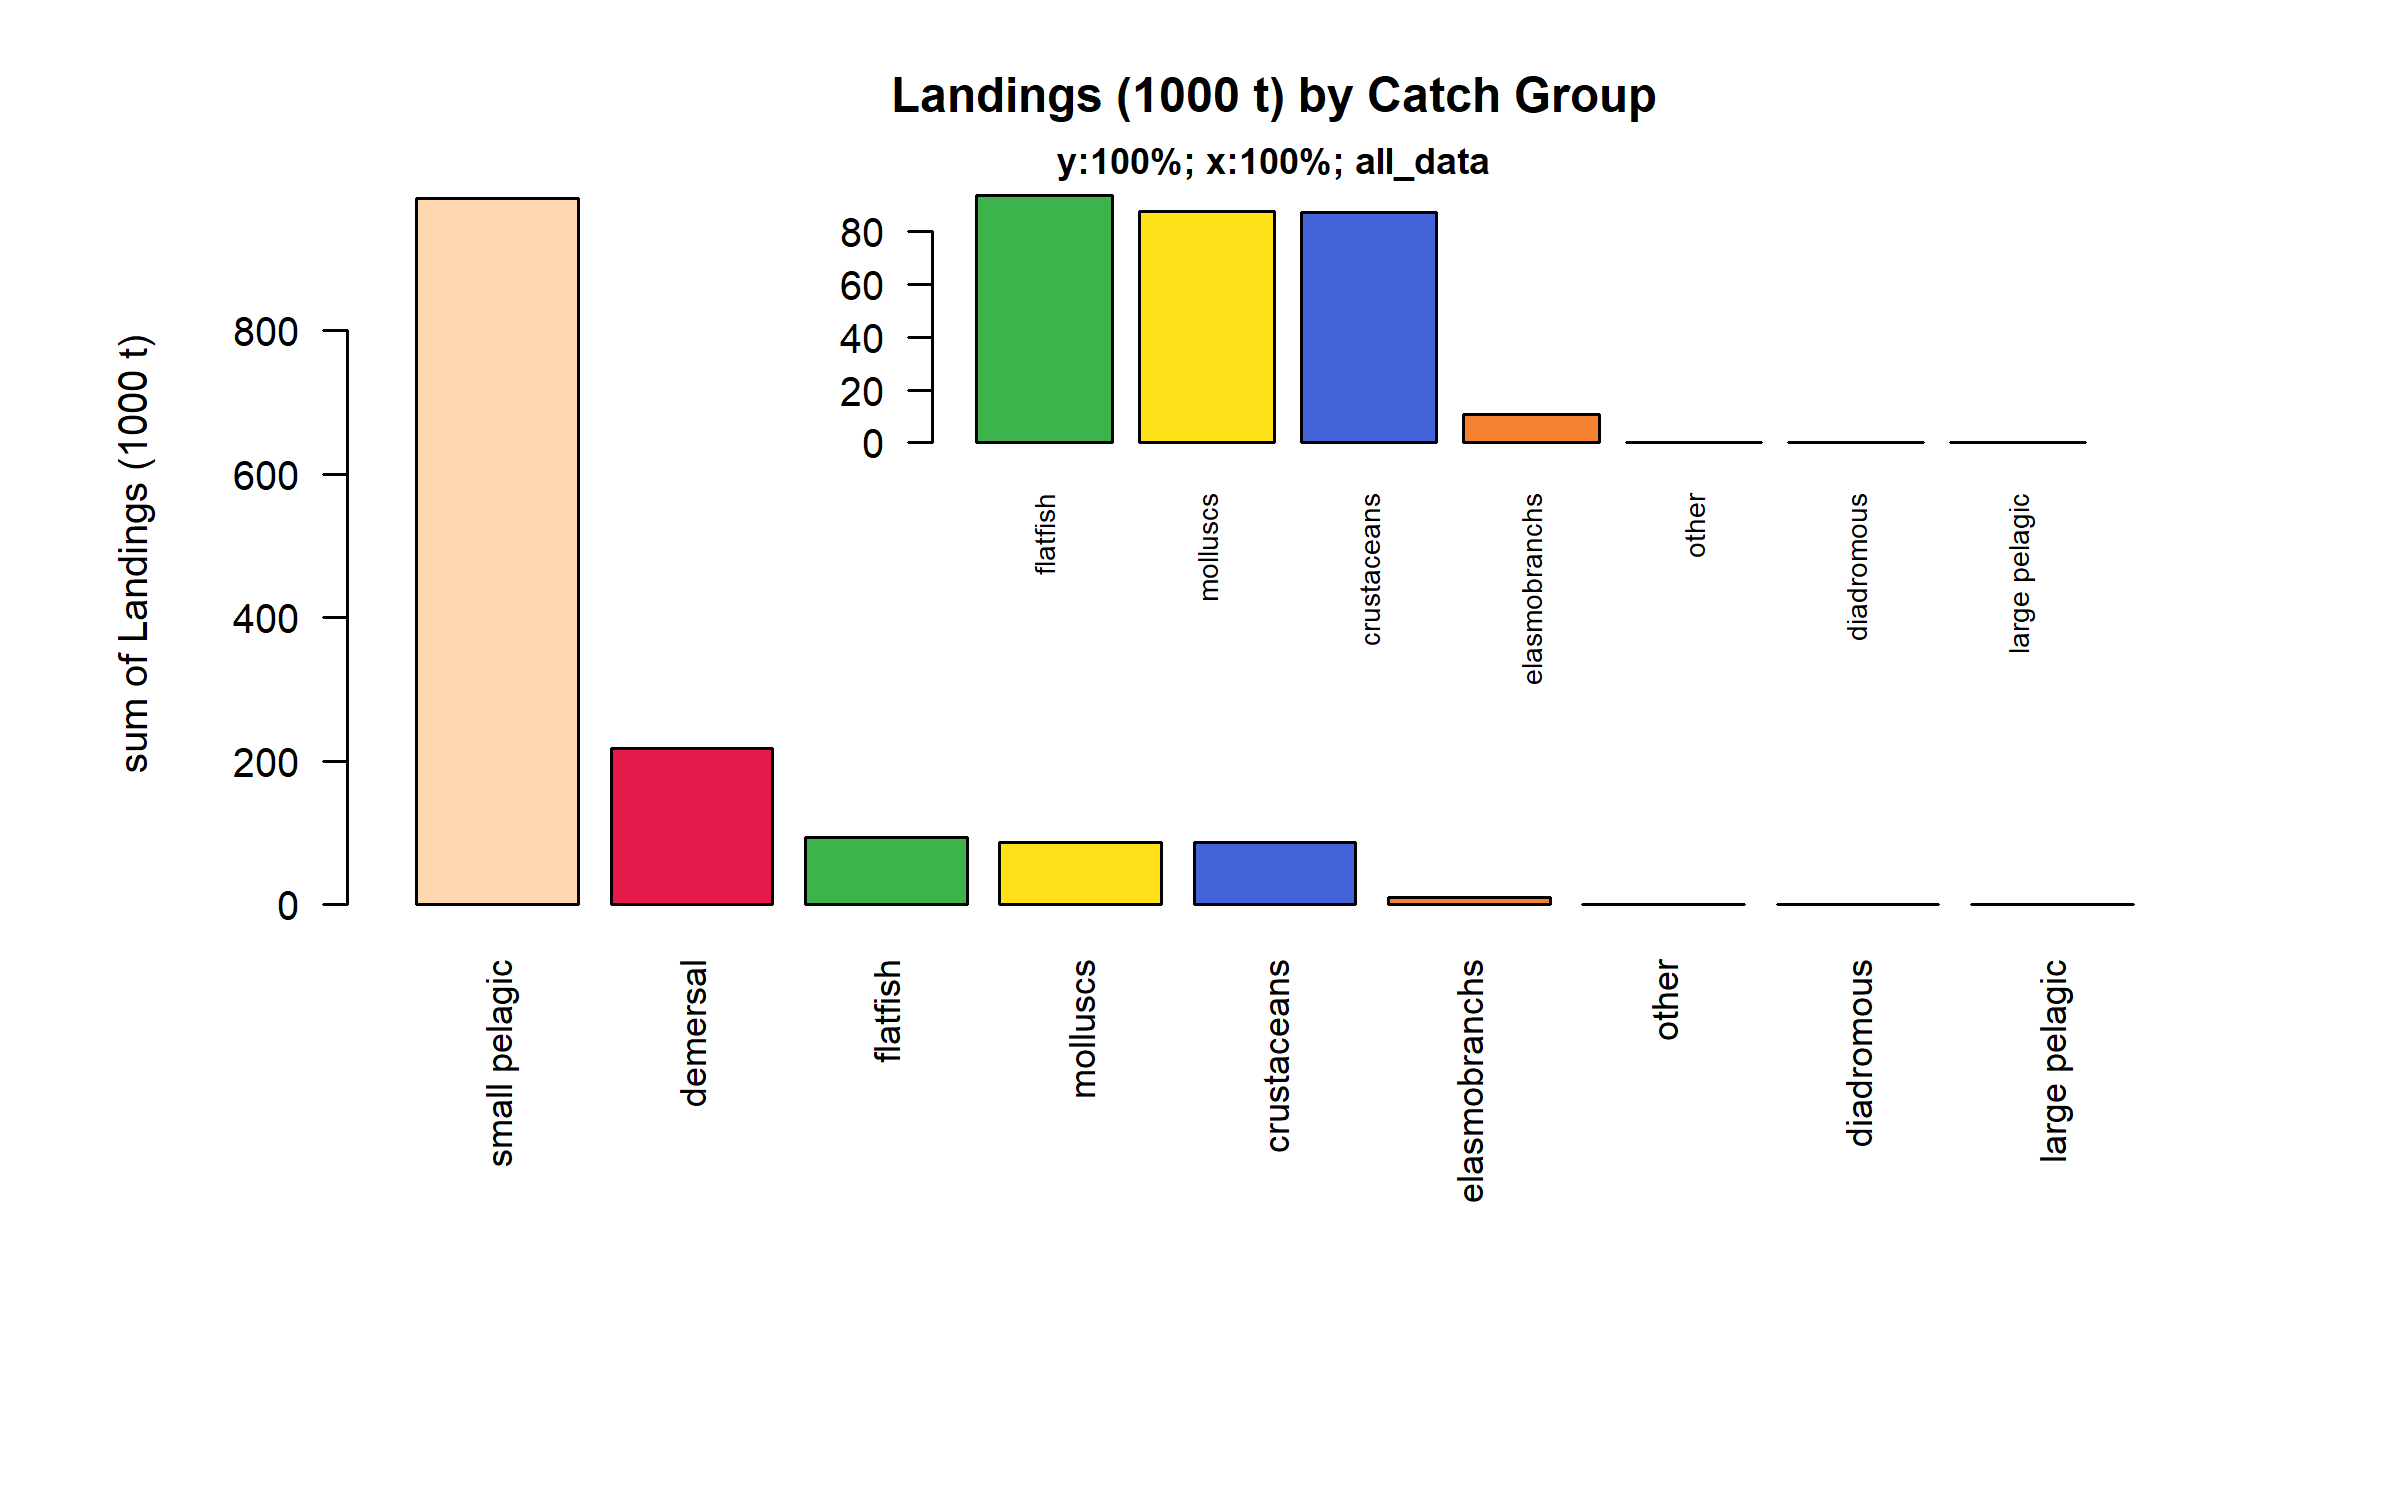 Landings (1000 t) by Catch Group
y:100%; x:100%; all_data
80
60
40
20
0
flatfish
molluscs
crustaceans
elasmobranchs
other
diadromous
large pelagic
sum of Landings (1000 t)
800
600
400
200
0
small pelagic
demersal
flatfish
molluscs
crustaceans
elasmobranchs
other
diadromous
large pelagic